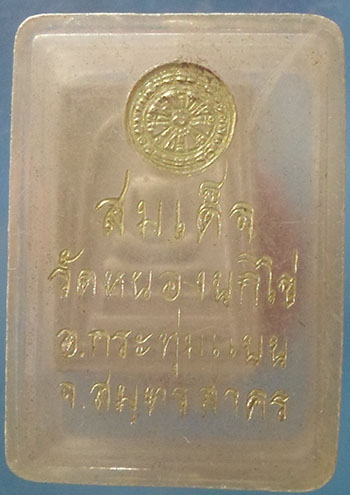 สมเด็จ
วัดหนองนกไข่
อ.กระทุ่มแบน
จ.สมุทรสาคร